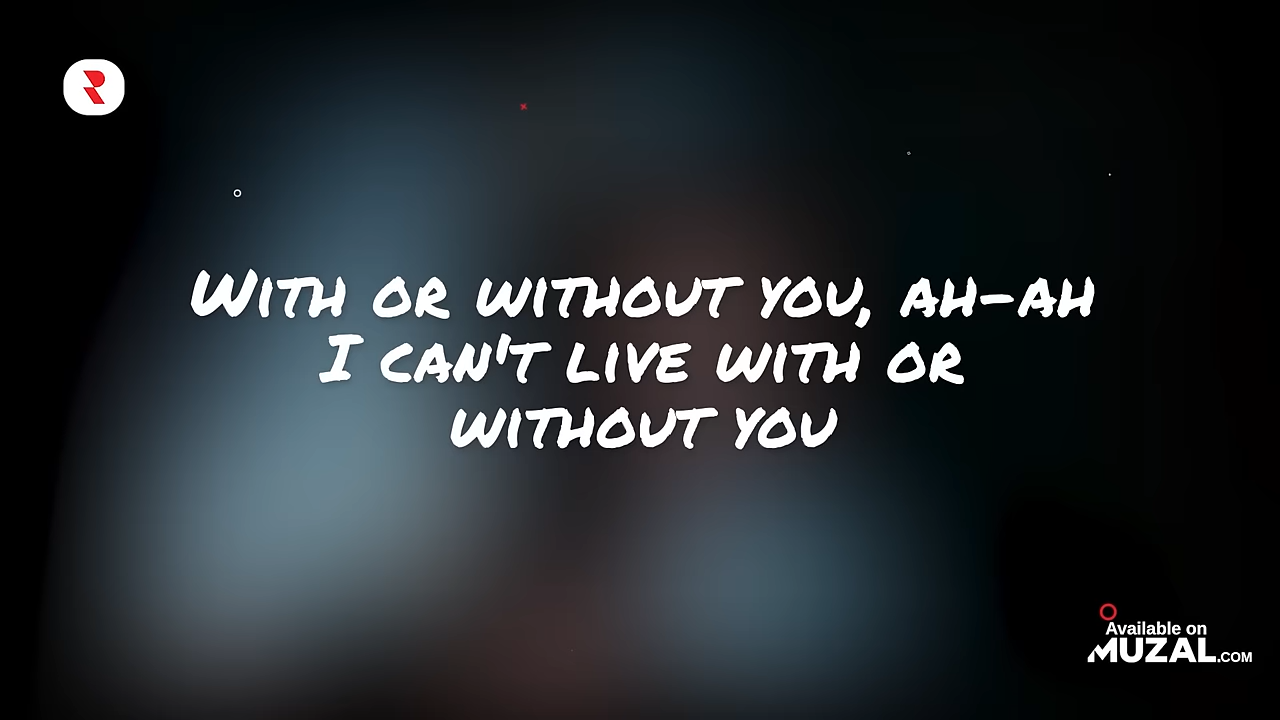 With or without you, ah-ah
I can't live with or
without you
Available on
MUZAL.COM